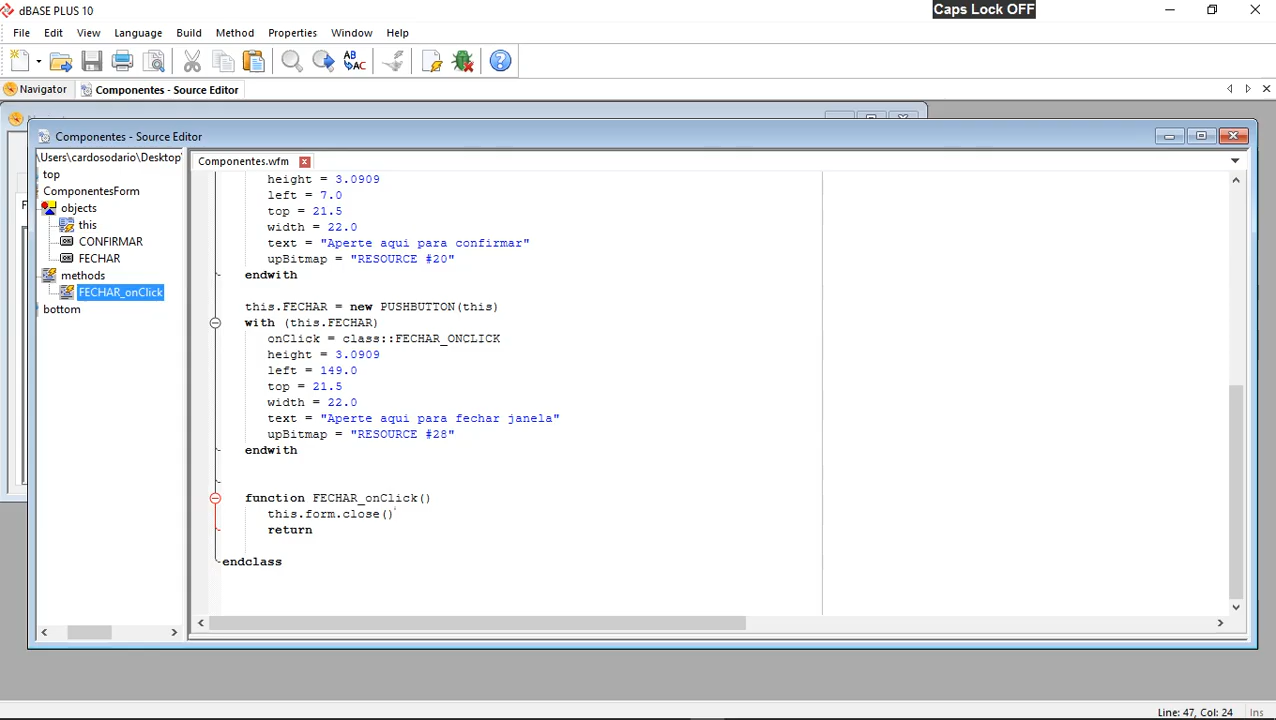 dBASE PLUS 10
Caps Lock OFF
File Edit View Language Build Method Properties Window Help
Navigator Componentes - Source Editor
Componentes - Source Editor
\Users\cardosodario\Desktop'
top
ComponentesForm
objects
this
CONFIRMAR
FECHAR
methods
FECHAR_onClick
bottom
Componentes.wfm
height = 3.0909
left = 7.0
top = 21.5
width = 22.0
text = "Aperte aqui para confirmar"
upBitmap = "RESOURCE #20"
endwith
this.FECHAR = new PUSHBUTTON(this)
with (this.FECHAR)
onClick = class::FECHAR_ONCLICK
height = 3.0909
left = 149.0
top = 21.5
width = 22.0
text = "Aperte aqui para fechar janela"
upBitmap = "RESOURCE #28"
endwith
function FECHAR_onClick()
this.form.close()
return
endclass
Line: 47, Col: 24 Ins